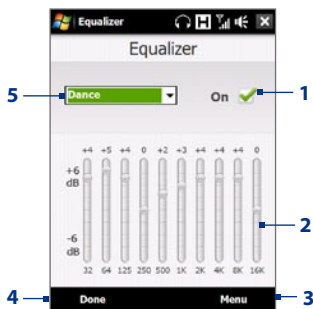 Equalizer
Equalizer
5
Dance
On
1
+4 +5 +4 0 +2 +3 +4 +4 +4 0
+6
dB
2
-6
dB
32 64 125 250 500 1K 2K 4K 8K 16K
4
Done
Menu
3